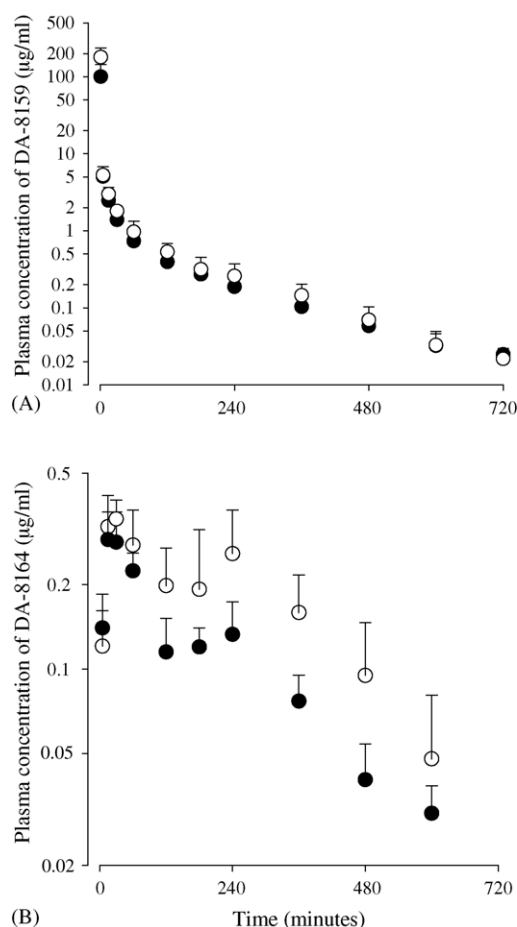 Plasma concentration of DA-8159 (μg/ml)
500
200
100
50
20
10
5
2
1
0.5
0.2
0.1
0.05
0.02
0.01
(A)
0 240 480 720
Plasma concentration of DA-8164 (μg/ml)
0.5
0.2
0.1
0.05
0.02
0 240 480 720
(B)
Time (minutes)